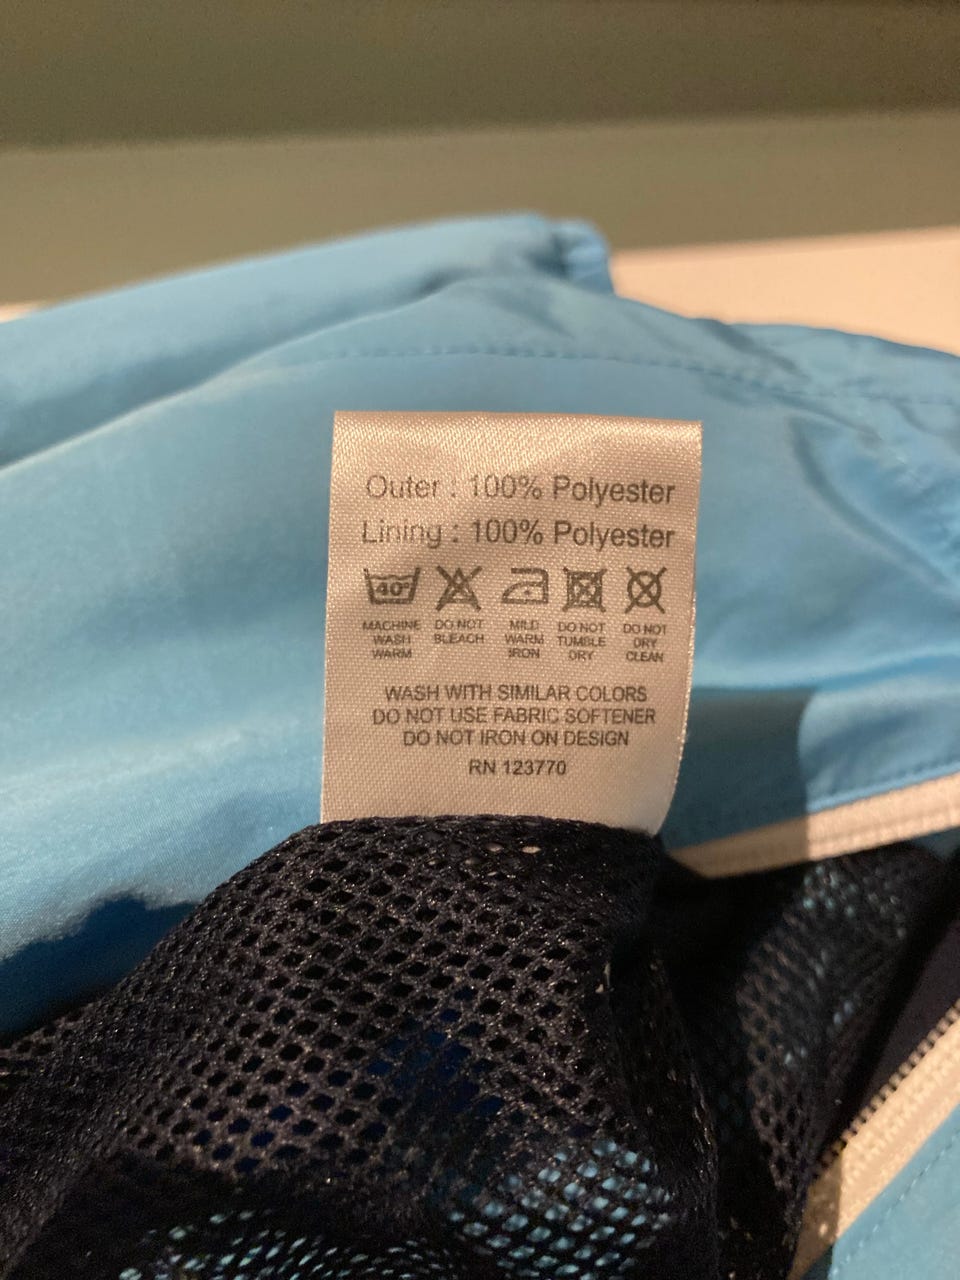 Outer : 100% Polyester
Lining : 100% Polyester
40°
MACHINE WASH WARM
DO NOT BLEACH
MILD WARM IRON
DO NOT TUMBLE DRY
DO NOT DRY CLEAN
WASH WITH SIMILAR COLORS
DO NOT USE FABRIC SOFTENER
DO NOT IRON ON DESIGN
RN 123770